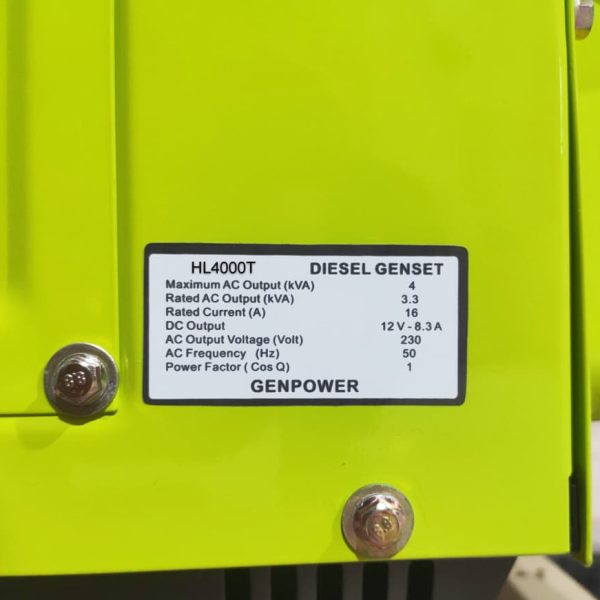 HL4000T DIESEL GENSET
Maximum AC Output (kVA) 4
Rated AC Output (kVA) 3.3
Rated Current (A) 16
DC Output 12 V - 8.3 A
AC Output Voltage (Volt) 230
AC Frequency (Hz) 50
Power Factor ( Cos Q ) 1
GENPOWER